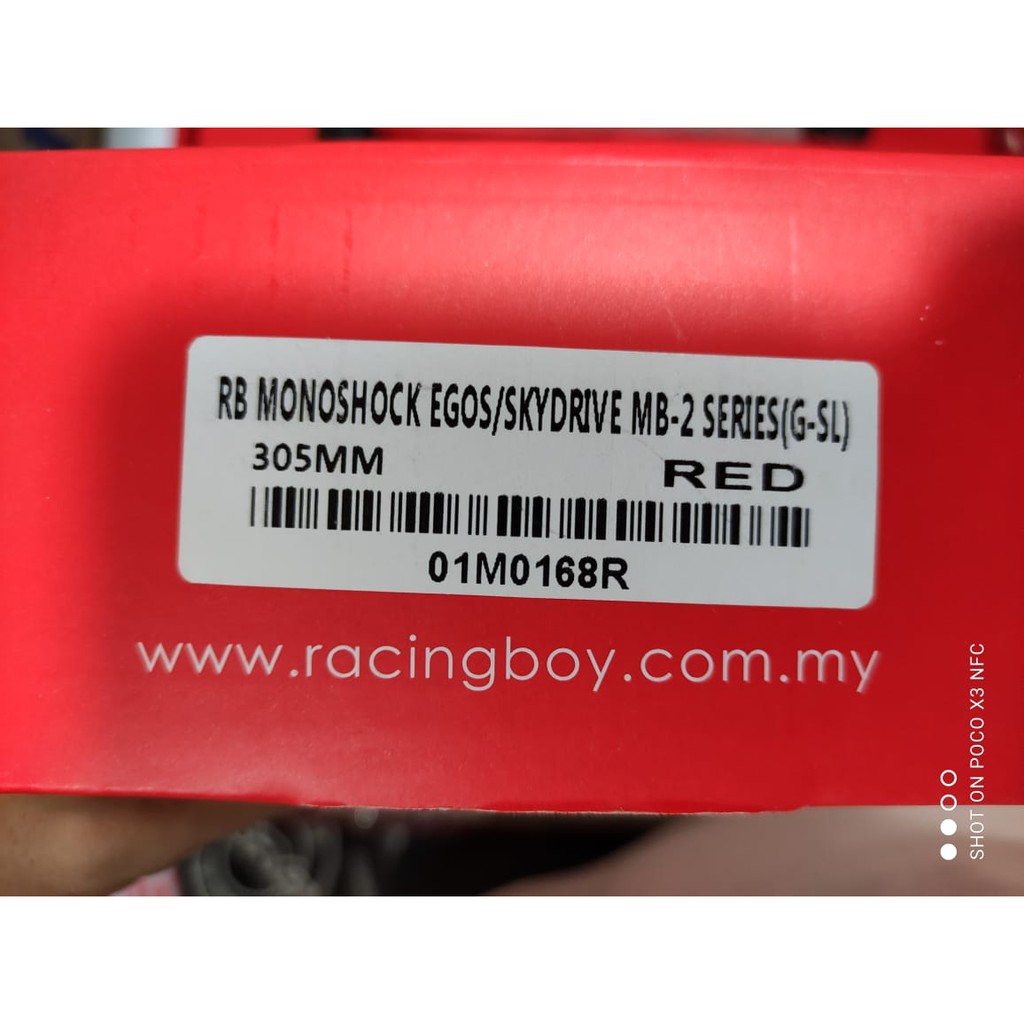 RB MONOSHOCK EGOS/SKYDRIVE MB-2 SERIES(G-SL)
305MM RED
01M0168R
www.racingboy.com.my
SHOT ON POCO X3 NFC